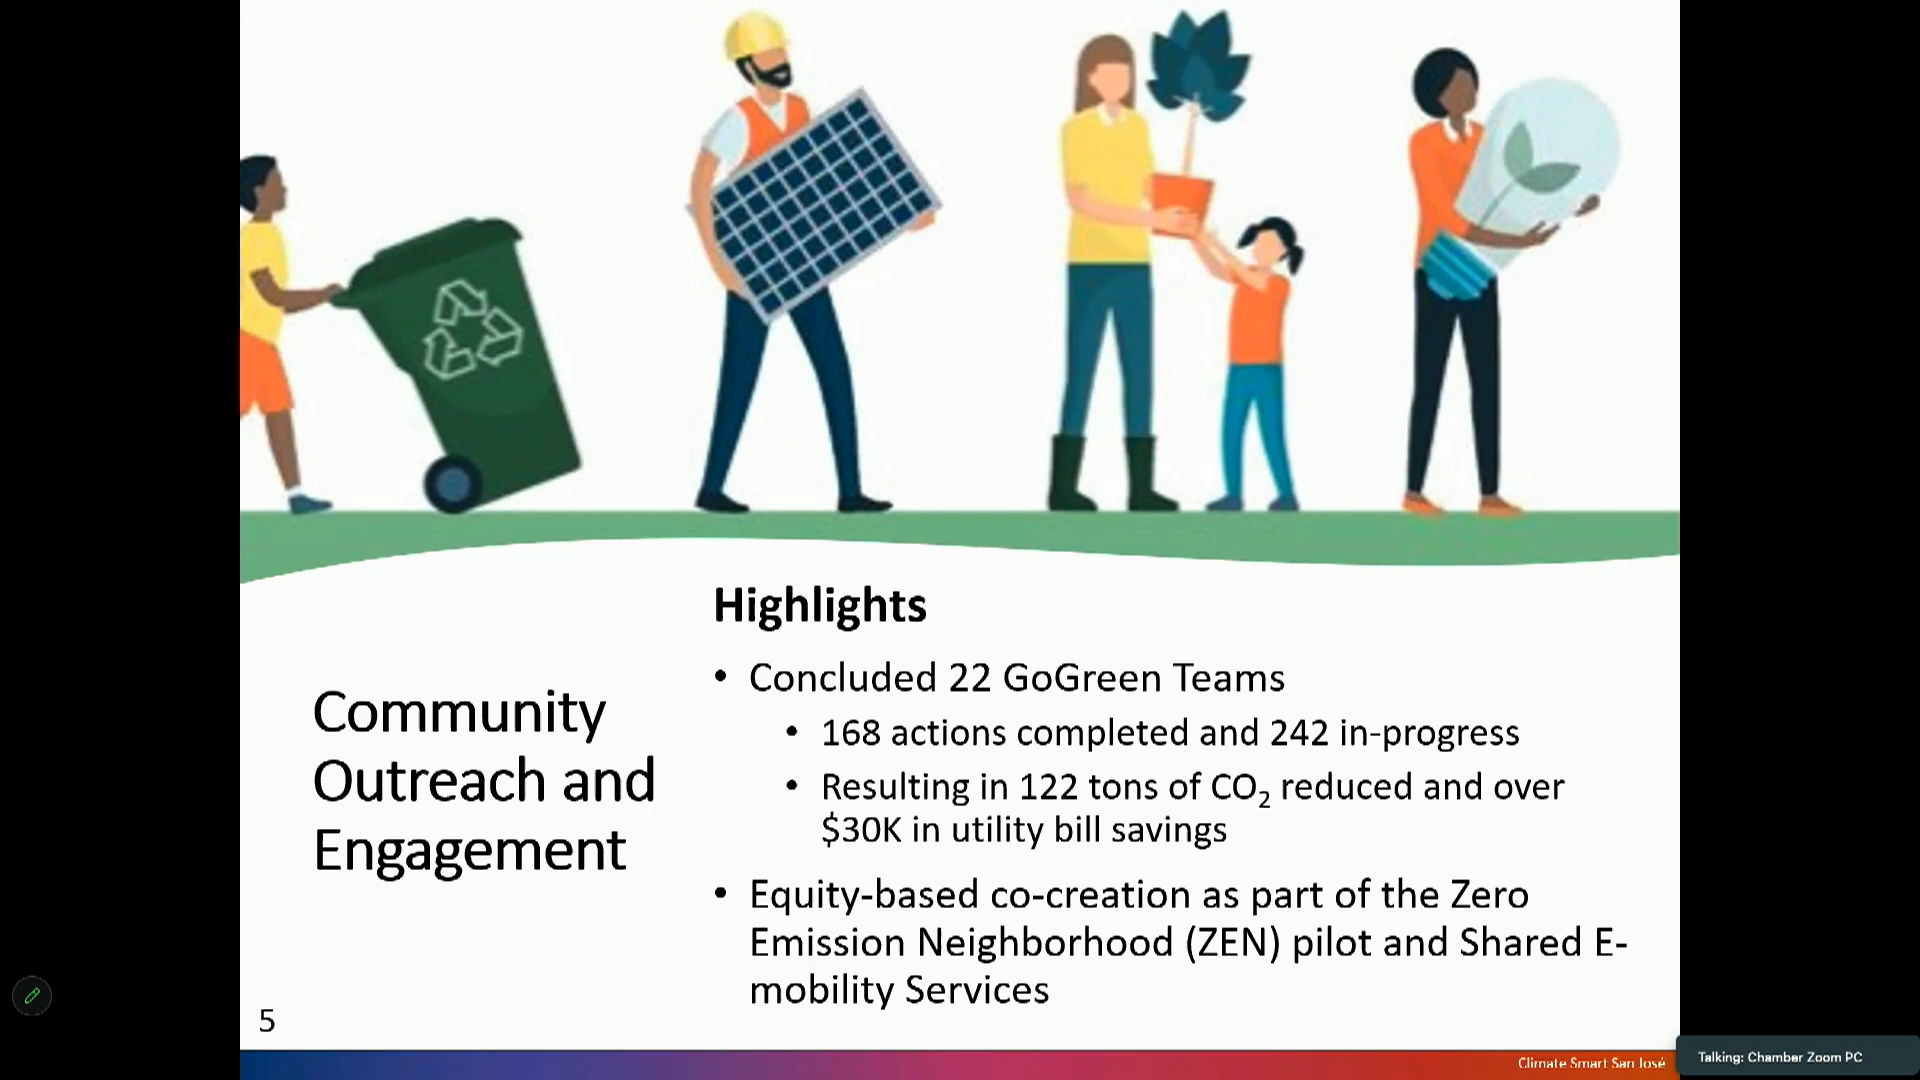 Highlights
• Concluded 22 GoGreen Teams
• 168 actions completed and 242 in-progress
• Resulting in 122 tons of CO₂ reduced and over
$30K in utility bill savings
• Equity-based co-creation as part of the Zero
Emission Neighborhood (ZEN) pilot and Shared E-
mobility Services
Community
Outreach and
Engagement
5
Climate Smart San José
Talking: Chamber Zoom PC